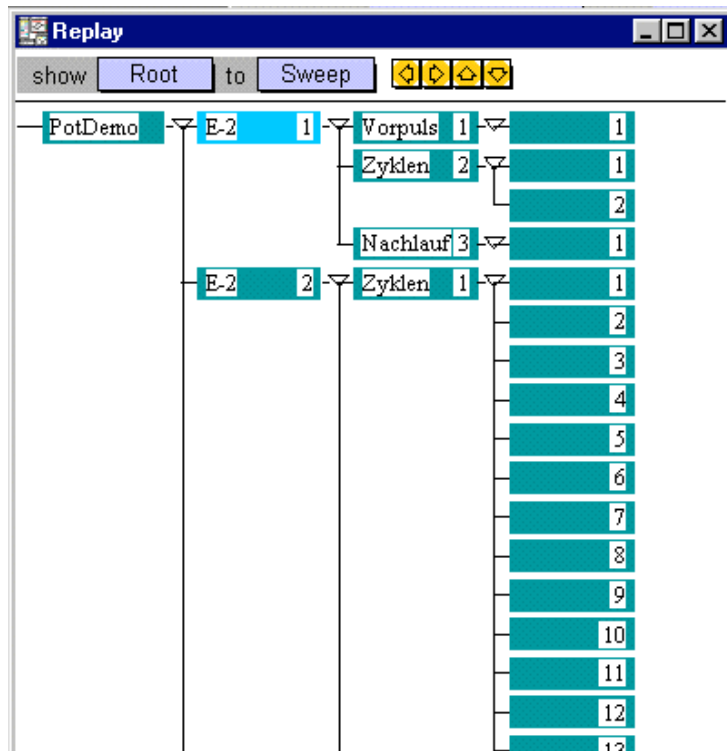 Replay
show Root to Sweep
PotDemo E-2 1 Vorpuls 1 1
Zyklen 2 1
2
Nachlauf 3 1
E-2 2 Zyklen 1 1
2
3
4
5
6
7
8
9
10
11
12
13